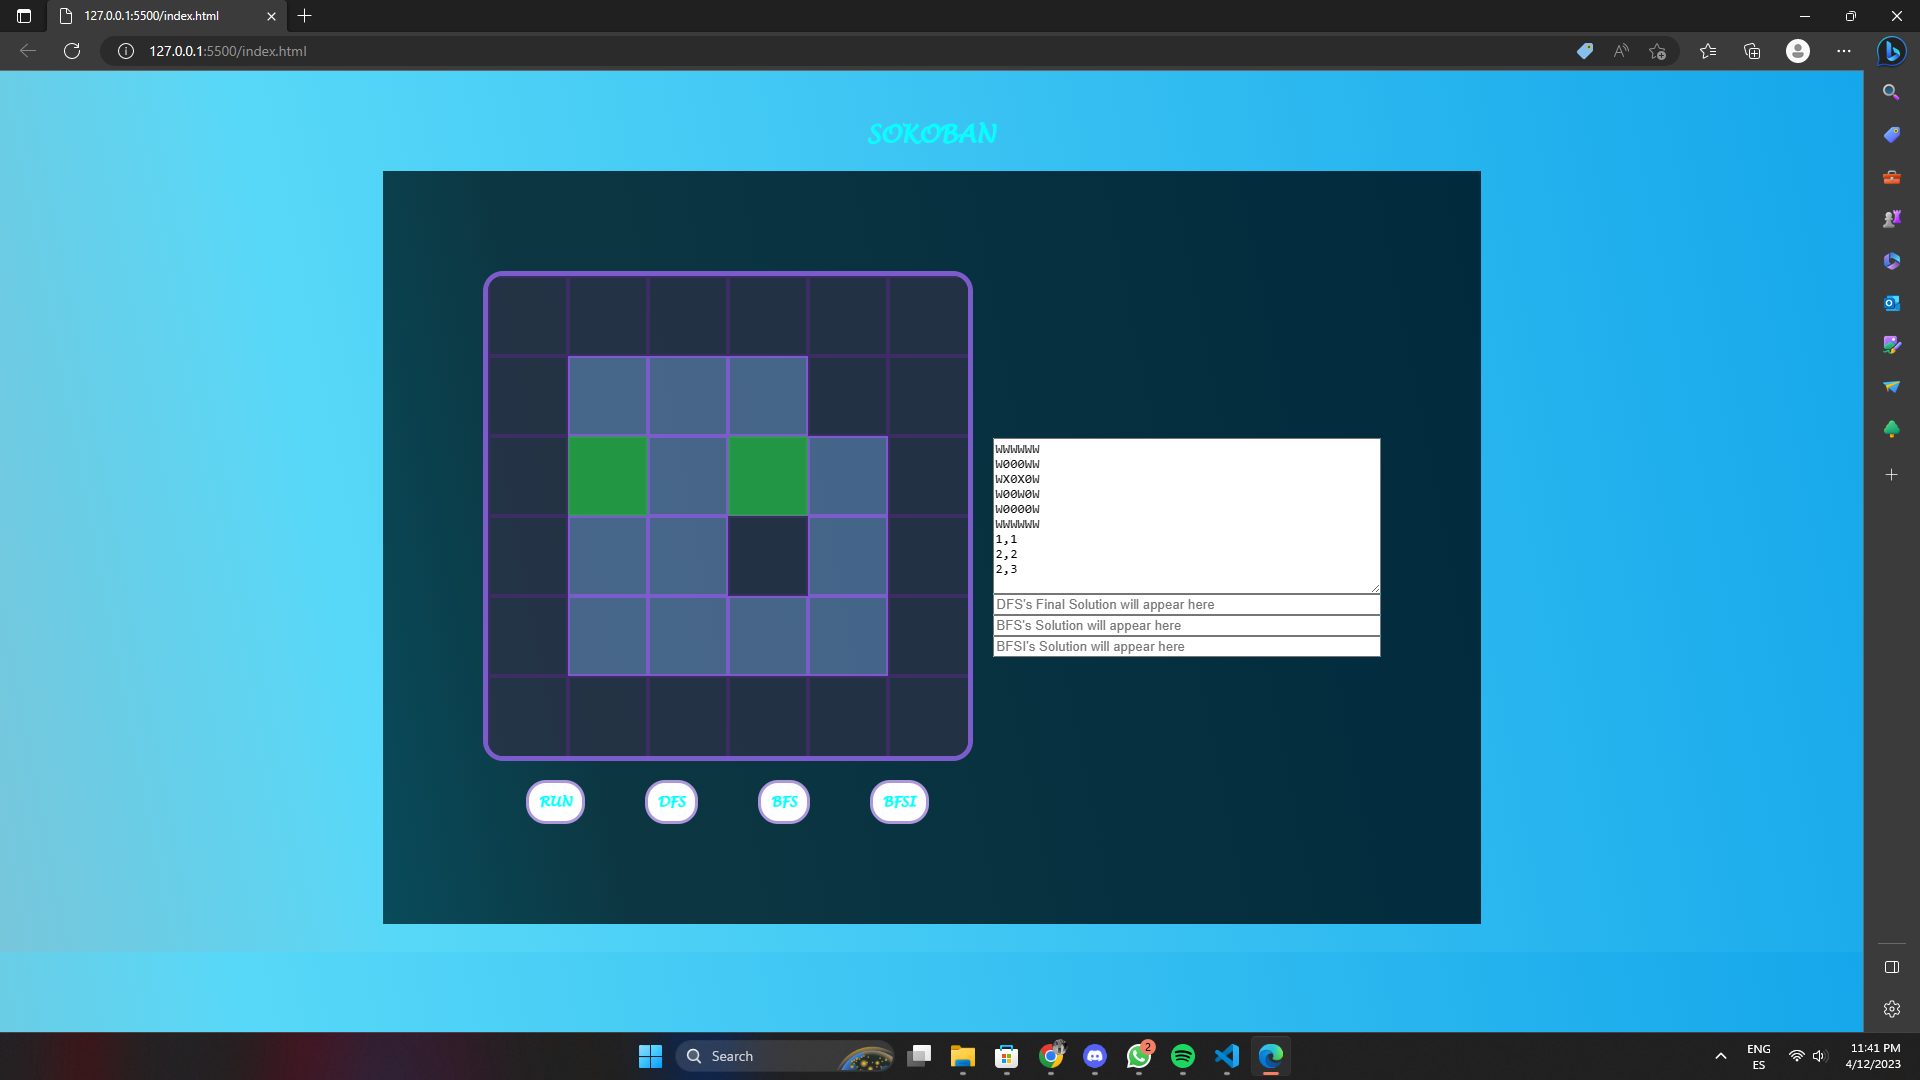 127.0.0.1:5500/index.html
127.0.0.1:5500/index.html
SOKOBAN
WWWWWW
W000WW
WX0X0W
W00W0W
W0000W
WWWWWW
1,1
2,2
2,3
DFS's Final Solution will appear here
BFS's Solution will appear here
BFSI's Solution will appear here
RUN DFS BFS BFSI
Search
2
ENG
ES
11:41 PM
4/12/2023